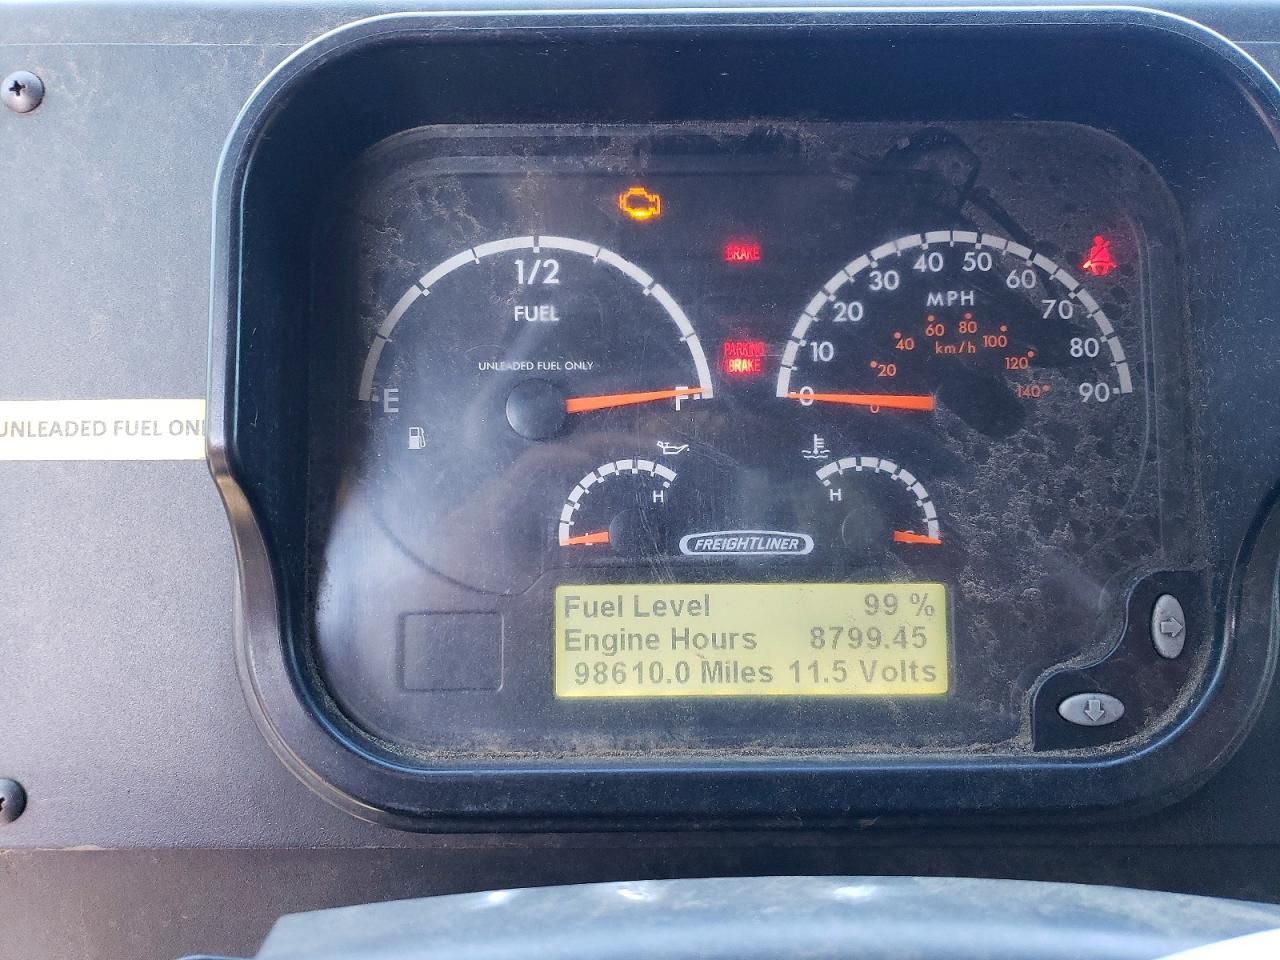 BRAKE
1/2
FUEL
UNLEADED FUEL ONLY
E
F
PARKING
BRAKE
0 10 20 30 40 50 60 70 80 90
MPH
0 20 40 60 80 100 120 140
km/h
UNLEADED FUEL ONL
H
H
FREIGHTLINER
Fuel Level 99 %
Engine Hours 8799.45
98610.0 Miles 11.5 Volts